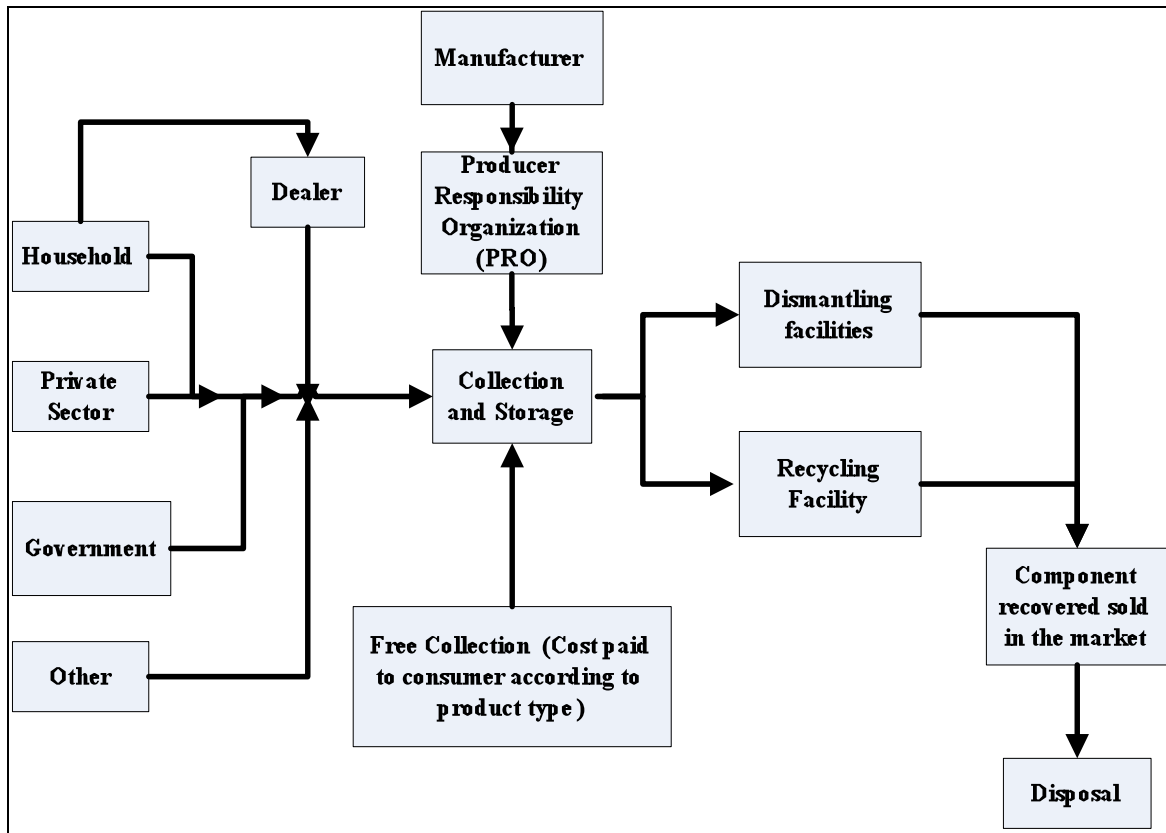 Manufacturer
Producer
Responsibility
Organization
(PRO)
Dealer
Household
Private
Sector
Government
Other
Collection
and Storage
Free Collection (Cost paid
to consumer according to
product type)
Dismantling
facilities
Recycling
Facility
Component
recovered sold
in the market
Disposal